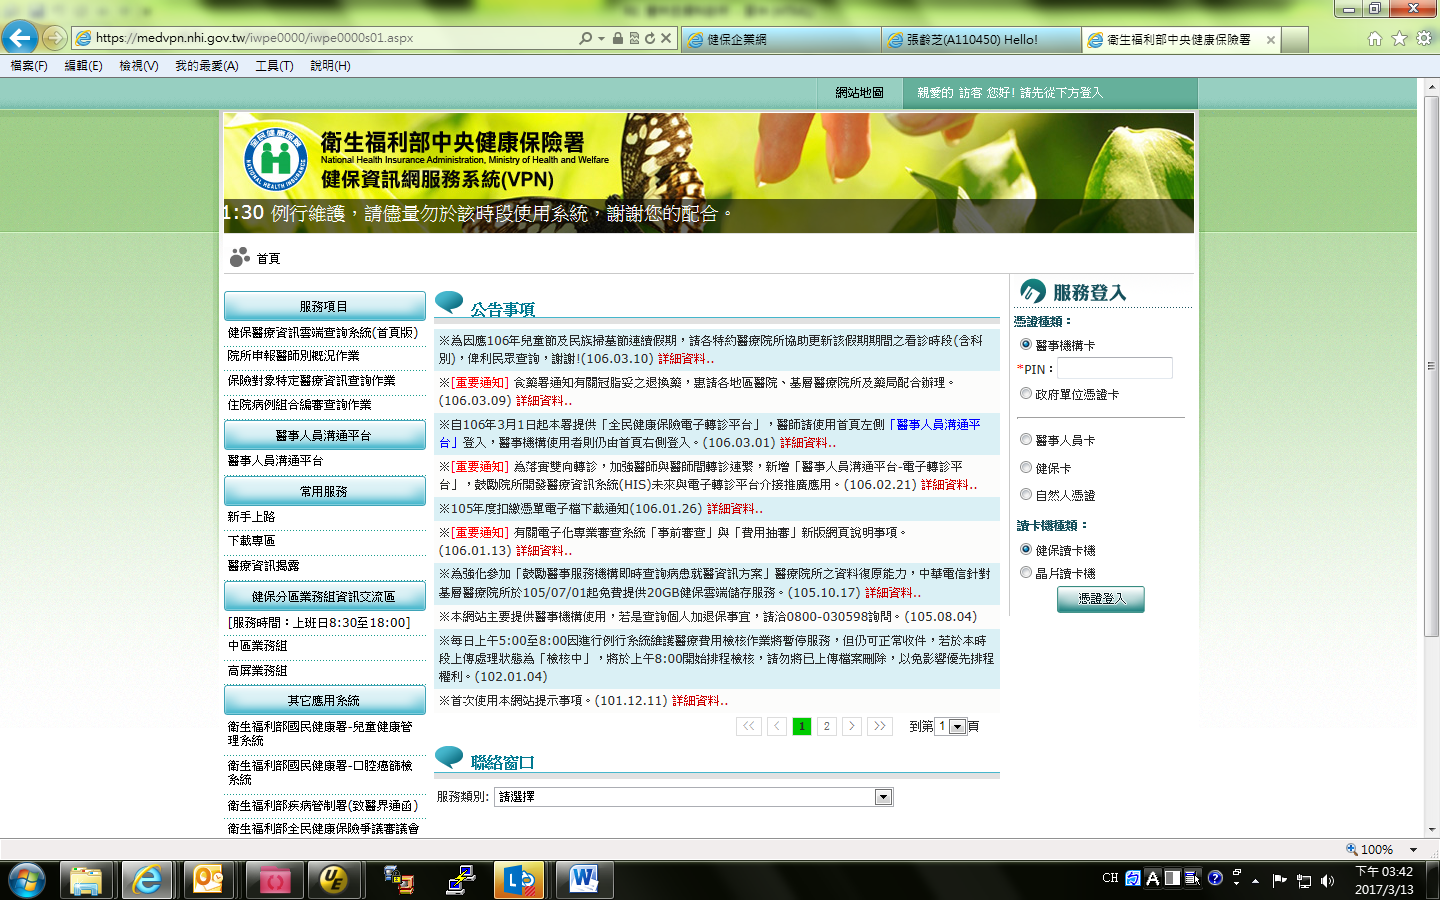 https://medvpn.nhi.gov.tw/iwpe0000/iwpe0000s01.aspx
健保企業網
張齡芝(A110450) Hello!
衛生福利部中央健康保險署
檔案(F) 編輯(E) 檢視(V) 我的最愛(A) 工具(T) 說明(H)
網站地圖
親愛的 訪客 您好! 請先從下方登入
全民健康保險
NATIONAL HEALTH INSURANCE
衛生福利部中央健康保險署
National Health Insurance Administration, Ministry of Health and Welfare
健保資訊網服務系統(VPN)
1:30 例行維護，請儘量勿於該時段使用系統，謝謝您的配合。
首頁
服務項目
健保醫療資訊雲端查詢系統(首頁版)
院所申報醫師別概況作業
保險對象特定醫療資訊查詢作業
住院病例組合編審查詢作業
醫事人員溝通平台
醫事人員溝通平台
常用服務
新手上路
下載專區
醫療資訊揭露
健保分區業務組資訊交流區
[服務時間：上班日8:30至18:00]
中區業務組
高屏業務組
其它應用系統
衛生福利部國民健康署-兒童健康管
理系統
衛生福利部國民健康署-口腔癌篩檢
系統
衛生福利部疾病管制署(致醫界通函)
衛生福利部全民健康保險爭議審議會
公告事項
※為因應106年兒童節及民族掃墓節連續假期，請各特約醫療院所協助更新該假期期間之看診時段(含科
別)，俾利民眾查詢，謝謝!(106.03.10) 詳細資料..
※[重要通知] 食藥署通知有關冠脂妥之退換藥，惠請各地區醫院、基層醫療院所及藥局配合辦理。
(106.03.09) 詳細資料..
※自106年3月1日起本署提供「全民健康保險電子轉診平台」，醫師請使用首頁左側「醫事人員溝通平
台」登入，醫事機構使用者則仍由首頁右側登入。(106.03.01) 詳細資料..
※[重要通知] 為落實雙向轉診，加強醫師與醫師間轉診連繫，新增「醫事人員溝通平台-電子轉診平
台」，鼓勵院所開發醫療資訊系統(HIS)未來與電子轉診平台介接推廣應用。(106.02.21) 詳細資料..
※105年度扣繳憑單電子檔下載通知(106.01.26) 詳細資料..
※[重要通知] 有關電子化專業審查系統「事前審查」與「費用抽審」新版網頁說明事項。
(106.01.13) 詳細資料..
※為強化參加「鼓勵醫事服務機構即時查詢病患就醫資訊方案」醫療院所之資料復原能力，中華電信針對
基層醫療院所於105/07/01起免費提供20GB健保雲端儲存服務。(105.10.17) 詳細資料..
※本網站主要提供醫事機構使用，若是查詢個人加退保事宜，請洽0800-030598詢問。(105.08.04)
※每日上午5:00至8:00因進行例行系統維護醫療費用檢核作業將暫停服務，但仍可正常收件，若於本時
段上傳處理狀態為「檢核中」，將於上午8:00開始排程檢核，請勿將已上傳檔案刪除，以免影響優先排程
權利。(102.01.04)
※首次使用本網站提示事項。(101.12.11) 詳細資料..
<< < 1 2 > >> 到第 1 頁
聯絡窗口
服務類別: 請選擇
服務登入
憑證種類：
醫事機構卡
*PIN：
政府單位憑證卡
醫事人員卡
健保卡
自然人憑證
讀卡機種類：
健保讀卡機
晶片讀卡機
憑證登入
100%
CH
下午 03:42
2017/3/13